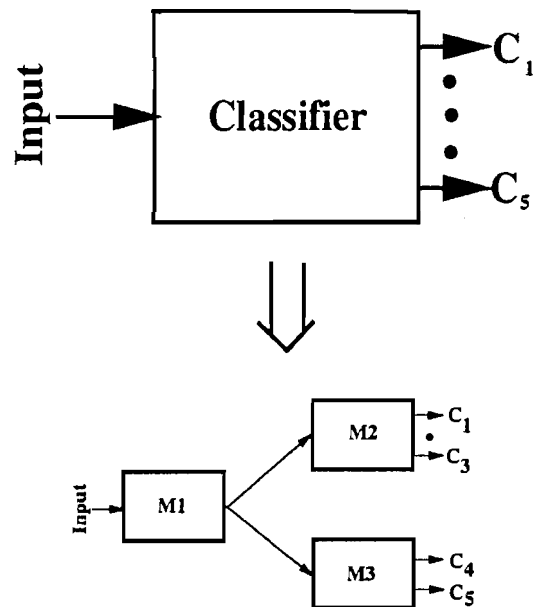 Input
Classifier
C₁
C₅
Input
M1
M2
C₁
C₃
M3
C₄
C₅